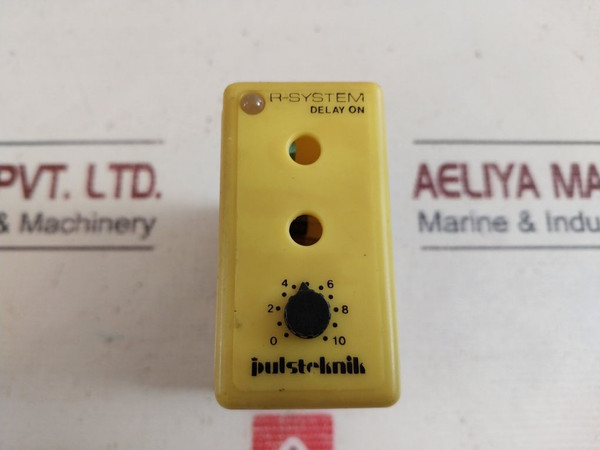 R-SYSTEM
DELAY ON
PVT. LTD.
& Machinery
AELIYA MA
Marine & Indu
4 6
2 8
0 10
pulsteknik